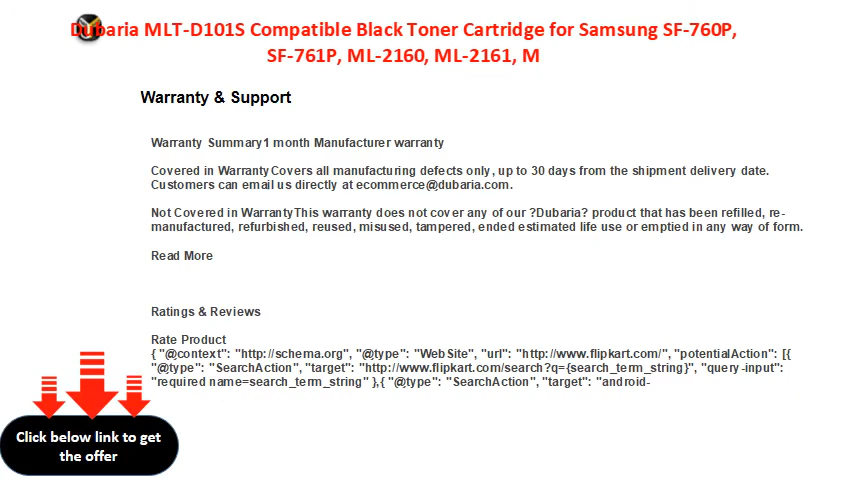 Dubaria MLT-D101S Compatible Black Toner Cartridge for Samsung SF-760P,
SF-761P, ML-2160, ML-2161, M
Warranty & Support
Warranty Summary1 month Manufacturer warranty
Covered in WarrantyCovers all manufacturing defects only, up to 30 days from the shipment delivery date.
Customers can email us directly at ecommerce@dubaria.com.
Not Covered in WarrantyThis warranty does not cover any of our ?Dubaria? product that has been refilled, re-
manufactured, refurbished, reused, misused, tampered, ended estimated life use or emptied in any way of form.
Read More
Ratings & Reviews
Rate Product
{ "@context": "http://schema.org", "@type": "WebSite", "url": "http://www.flipkart.com/", "potentialAction": [{
"@type": "SearchAction", "target": "http://www.flipkart.com/search?q={search_term_string}", "query-input":
"required name=search_term_string" },{ "@type": "SearchAction", "target": "android-
Click below link to get
the offer